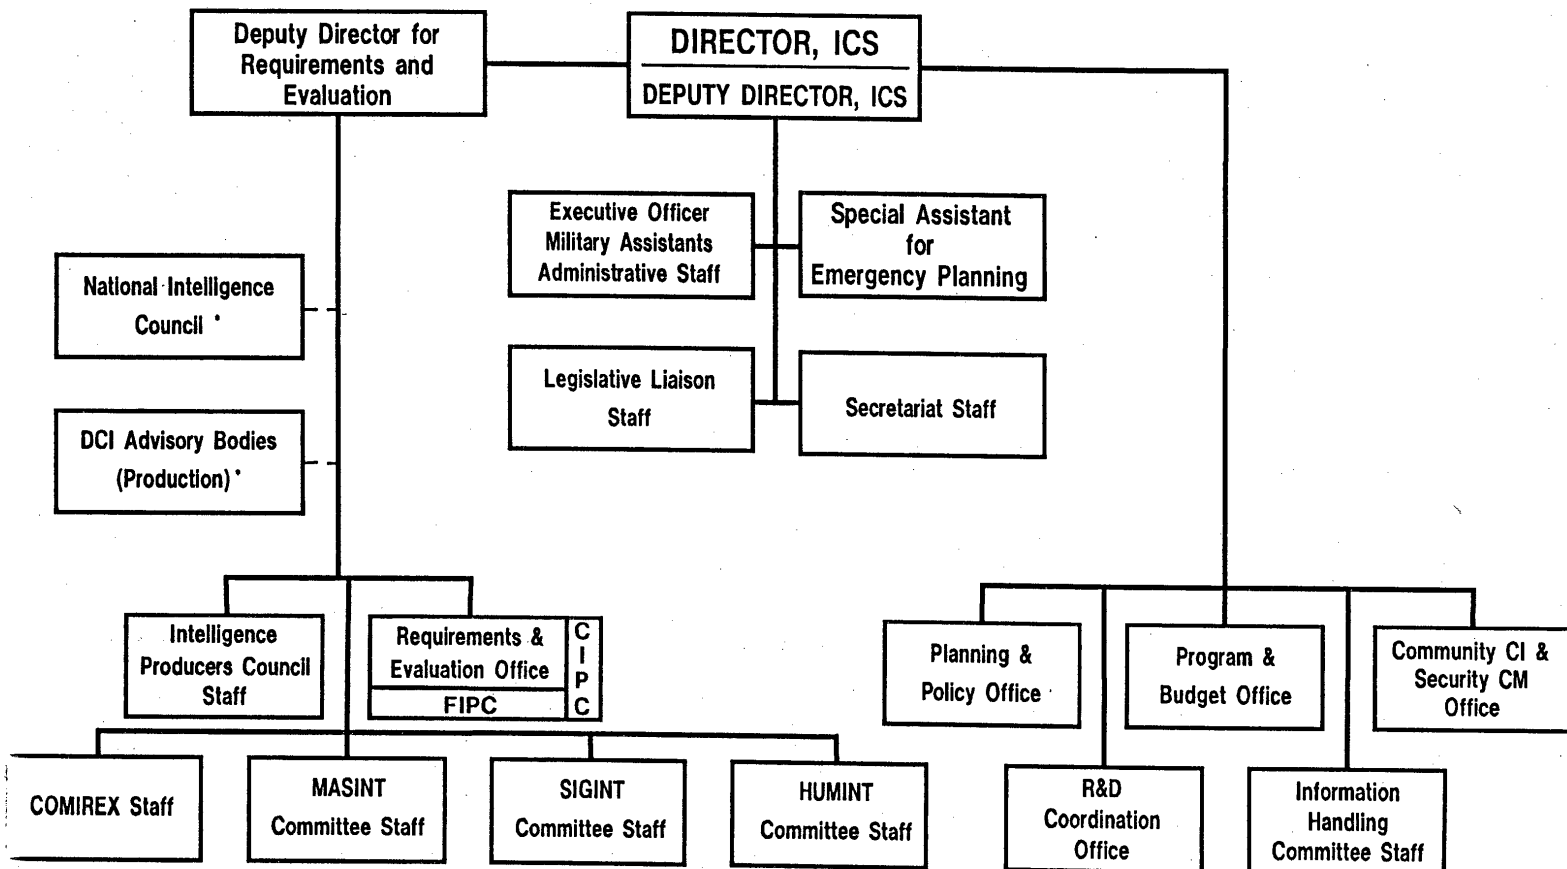 Deputy Director for
Requirements and
Evaluation
DIRECTOR, ICS
DEPUTY DIRECTOR, ICS
Executive Officer
Military Assistants
Administrative Staff
Special Assistant
for
Emergency Planning
National Intelligence
Council *
Legislative Liaison
Staff
Secretariat Staff
DCI Advisory Bodies
(Production) *
Intelligence
Producers Council
Staff
Requirements &
Evaluation Office
FIPC
C
I
P
C
Planning &
Policy Office
Program &
Budget Office
Community CI &
Security CM
Office
COMIREX Staff
MASINT
Committee Staff
SIGINT
Committee Staff
HUMINT
Committee Staff
R&D
Coordination
Office
Information
Handling
Committee Staff